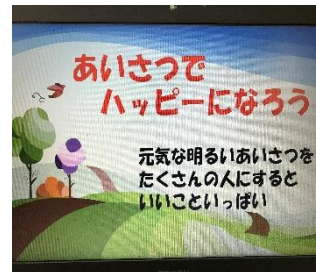 あいさつで
ハッピーになろう
元気な明るいあいさつを
たくさんの人にすると
いいこといっぱい